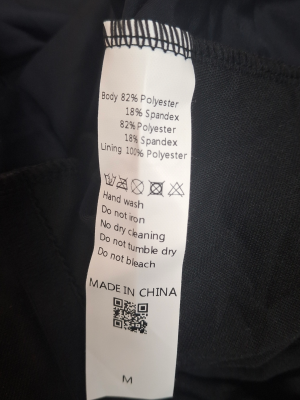 Body 82% Polyester
18% Spandex
82% Polyester
18% Spandex
Lining 100% Polyester
Hand wash
Do not iron
No dry cleaning
Do not tumble dry
Do not bleach
MADE IN CHINA
M